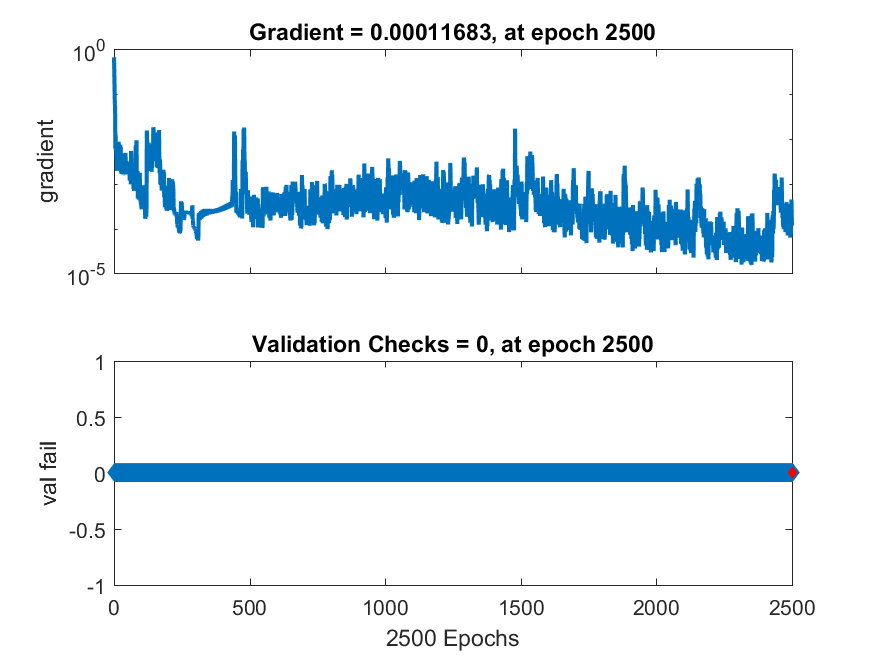 Gradient = 0.00011683, at epoch 2500
10^0
gradient
10^-5
Validation Checks = 0, at epoch 2500
1
0.5
val fail
0
-0.5
-1
0 500 1000 1500 2000 2500
2500 Epochs